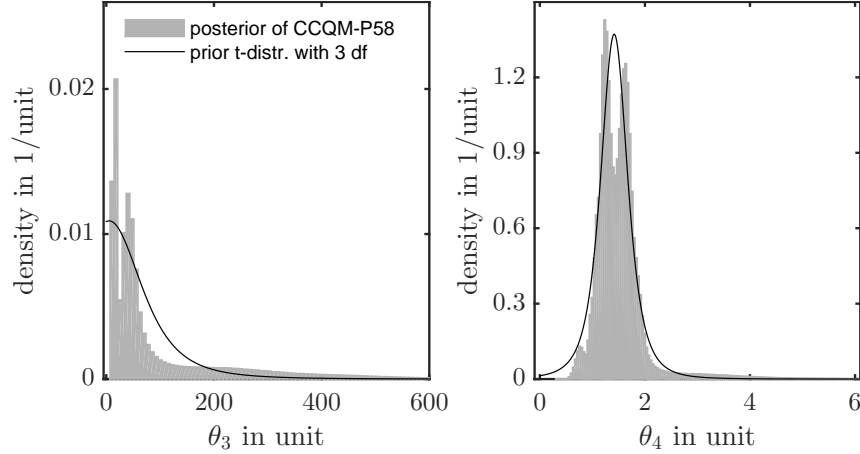 posterior of CCQM-P58
prior t-distr. with 3 df
density in 1/unit
0.02
0.01
0
0 200 400 600
θ3 in unit
density in 1/unit
1.2
0.9
0.6
0.3
0
0 2 4 6
θ4 in unit